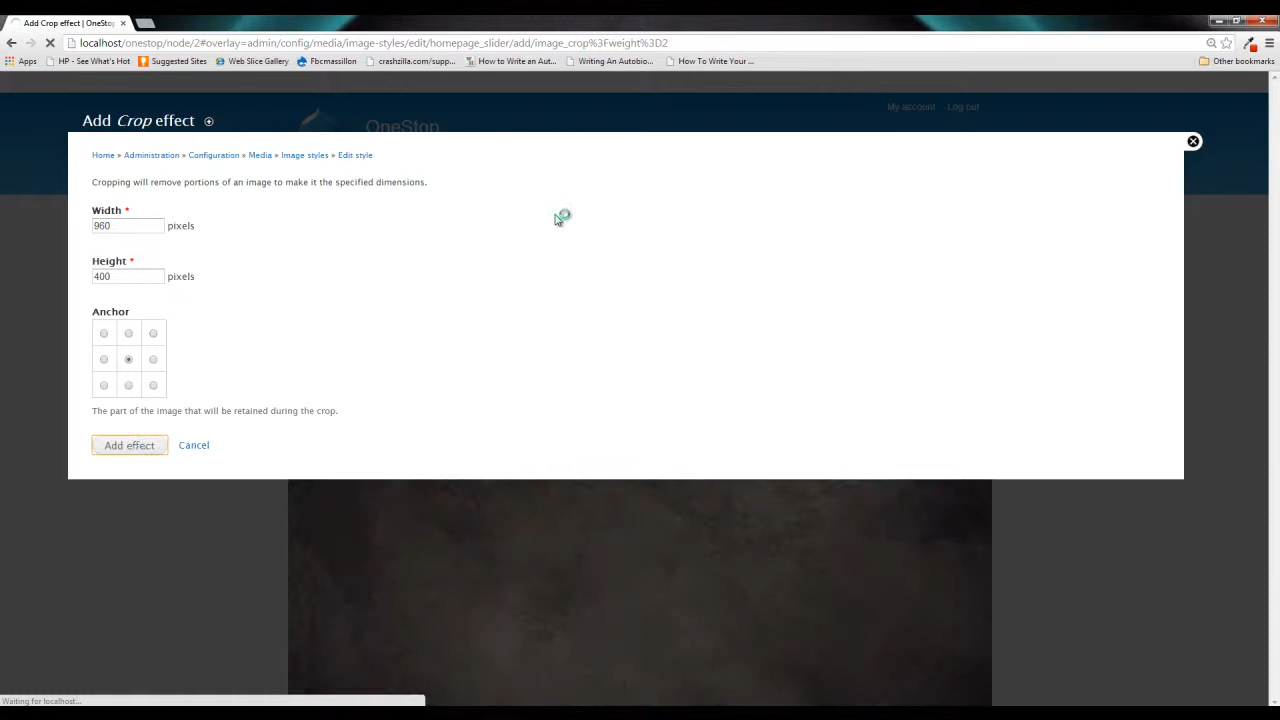 Add Crop effect | OneSto
localhost/onestop/node/2#overlay=admin/config/media/image-styles/edit/homepage_slider/add/image_crop%3Fweight%3D2
Apps HP - See What's Hot Suggested Sites Web Slice Gallery Fbcmassillon crashzilla.com/supp... How to Write an Aut... Writing An Autobio... How To Write Your ... Other bookmarks
My account Log out
Add Crop effect
OneStop
Home » Administration » Configuration » Media » Image styles » Edit style
Cropping will remove portions of an image to make it the specified dimensions.
Width *
960 pixels
Height *
400 pixels
Anchor
The part of the image that will be retained during the crop.
Add effect Cancel
Waiting for localhost...